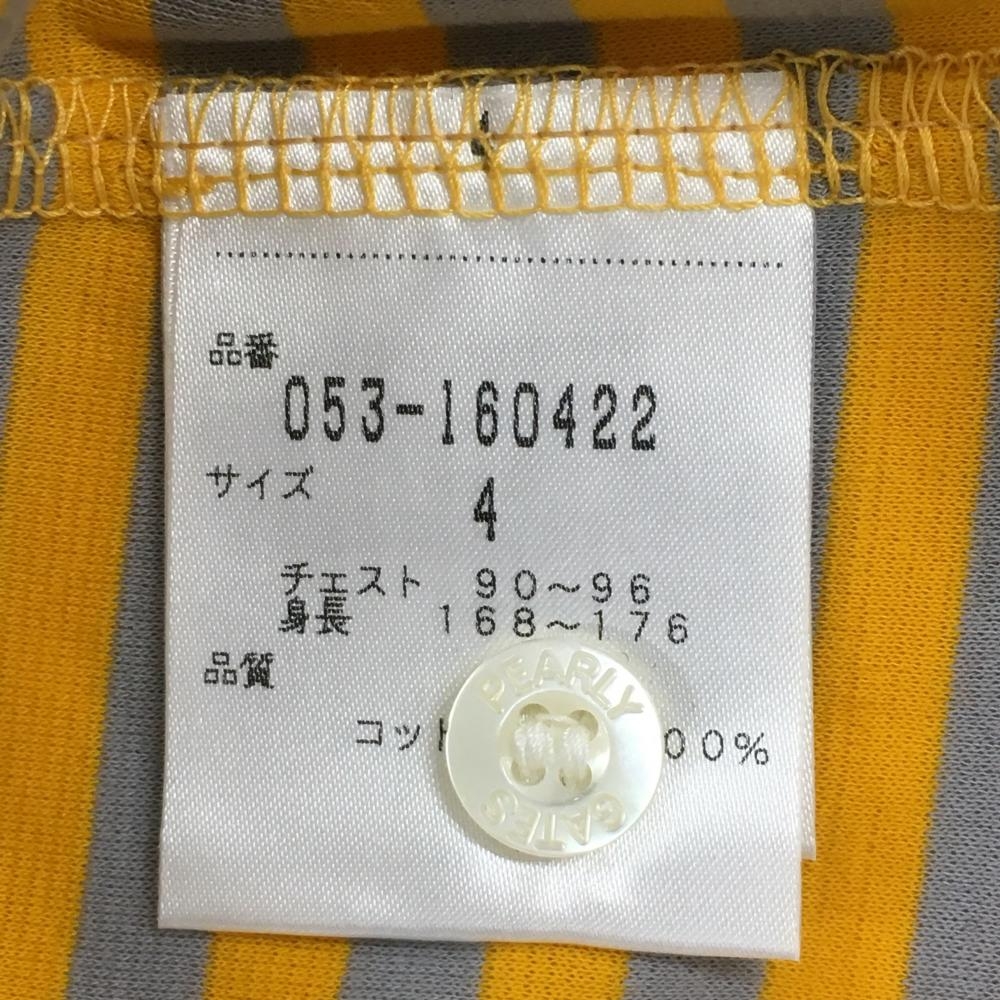 品番
053-160422
サイズ
4
チェスト 90〜96
身長 168〜176
品質
コット 00%
PEARLY
GATES